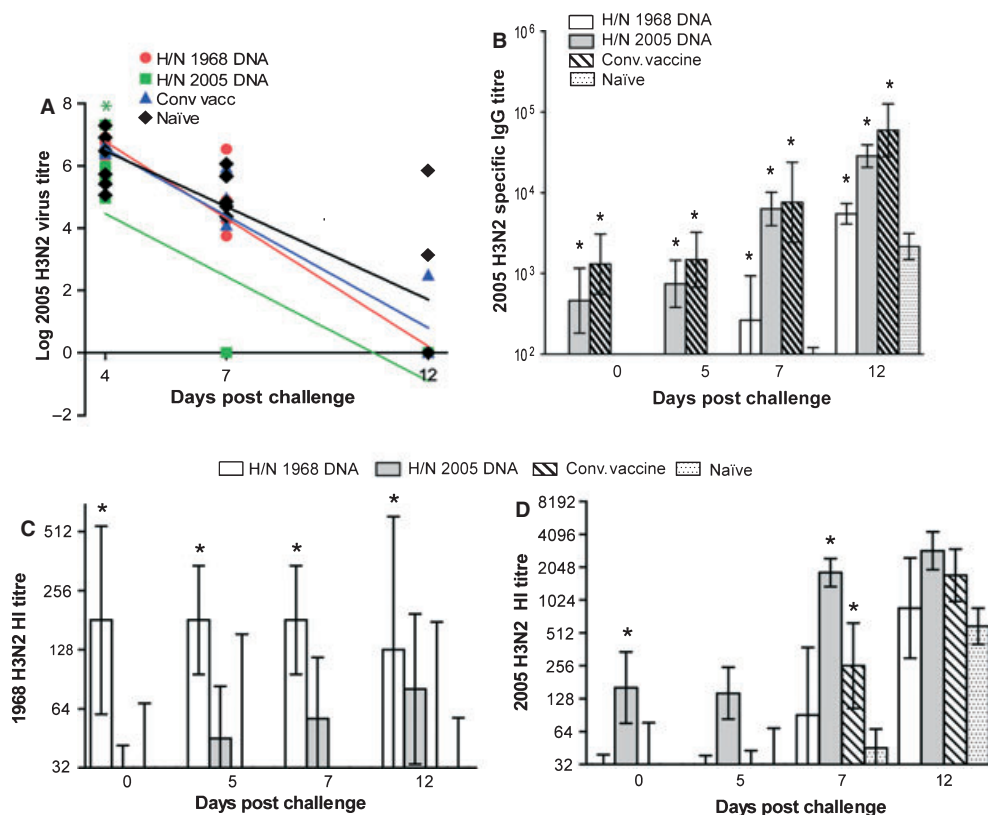 A
H/N 1968 DNA
H/N 2005 DNA
Conv vacc
Naïve
*
Log 2005 H3N2 virus titre
8
6
4
2
0
–2
4
7
12
Days post challenge
B
H/N 1968 DNA
H/N 2005 DNA
Conv. vaccine
Naïve
2005 H3N2 specific IgG titre
10⁶
10⁵
10⁴
10³
10²
* * * * * * * * * *
0
5
7
12
Days post challenge
H/N 1968 DNA H/N 2005 DNA Conv. vaccine Naïve
C
1968 H3N2 HI titre
512
256
128
64
32
* * * *
0
5
7
12
Days post challenge
D
2005 H3N2 HI titre
8192
4096
2048
1024
512
256
128
64
32
* * *
0
5
7
12
Days post challenge